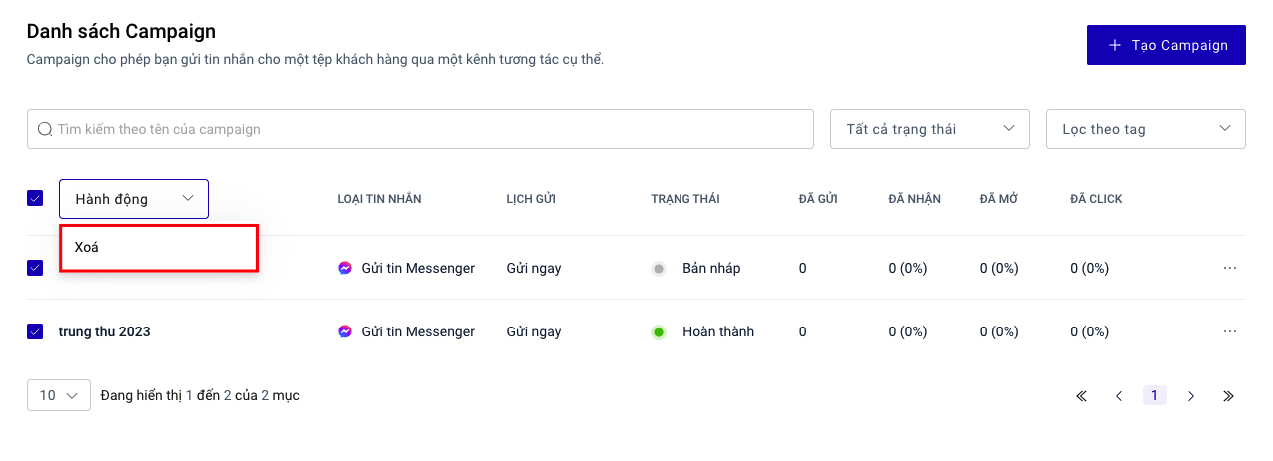 Danh sách Campaign
Campaign cho phép bạn gửi tin nhắn cho một tệp khách hàng qua một kênh tương tác cụ thể.
Tạo Campaign
Tìm kiếm theo tên của campaign
Tất cả trạng thái
Lọc theo tag
Hành động
LOẠI TIN NHẮN
LỊCH GỬI
TRẠNG THÁI
ĐÃ GỬI
ĐÃ NHẬN
ĐÃ MỞ
ĐÃ CLICK
Xoá
Gửi tin Messenger
Gửi ngay
Bản nháp
0
0 (0%)
0 (0%)
0 (0%)
trung thu 2023
Gửi tin Messenger
Gửi ngay
Hoàn thành
0
0 (0%)
0 (0%)
0 (0%)
10
Đang hiển thị 1 đến 2 của 2 mục
1